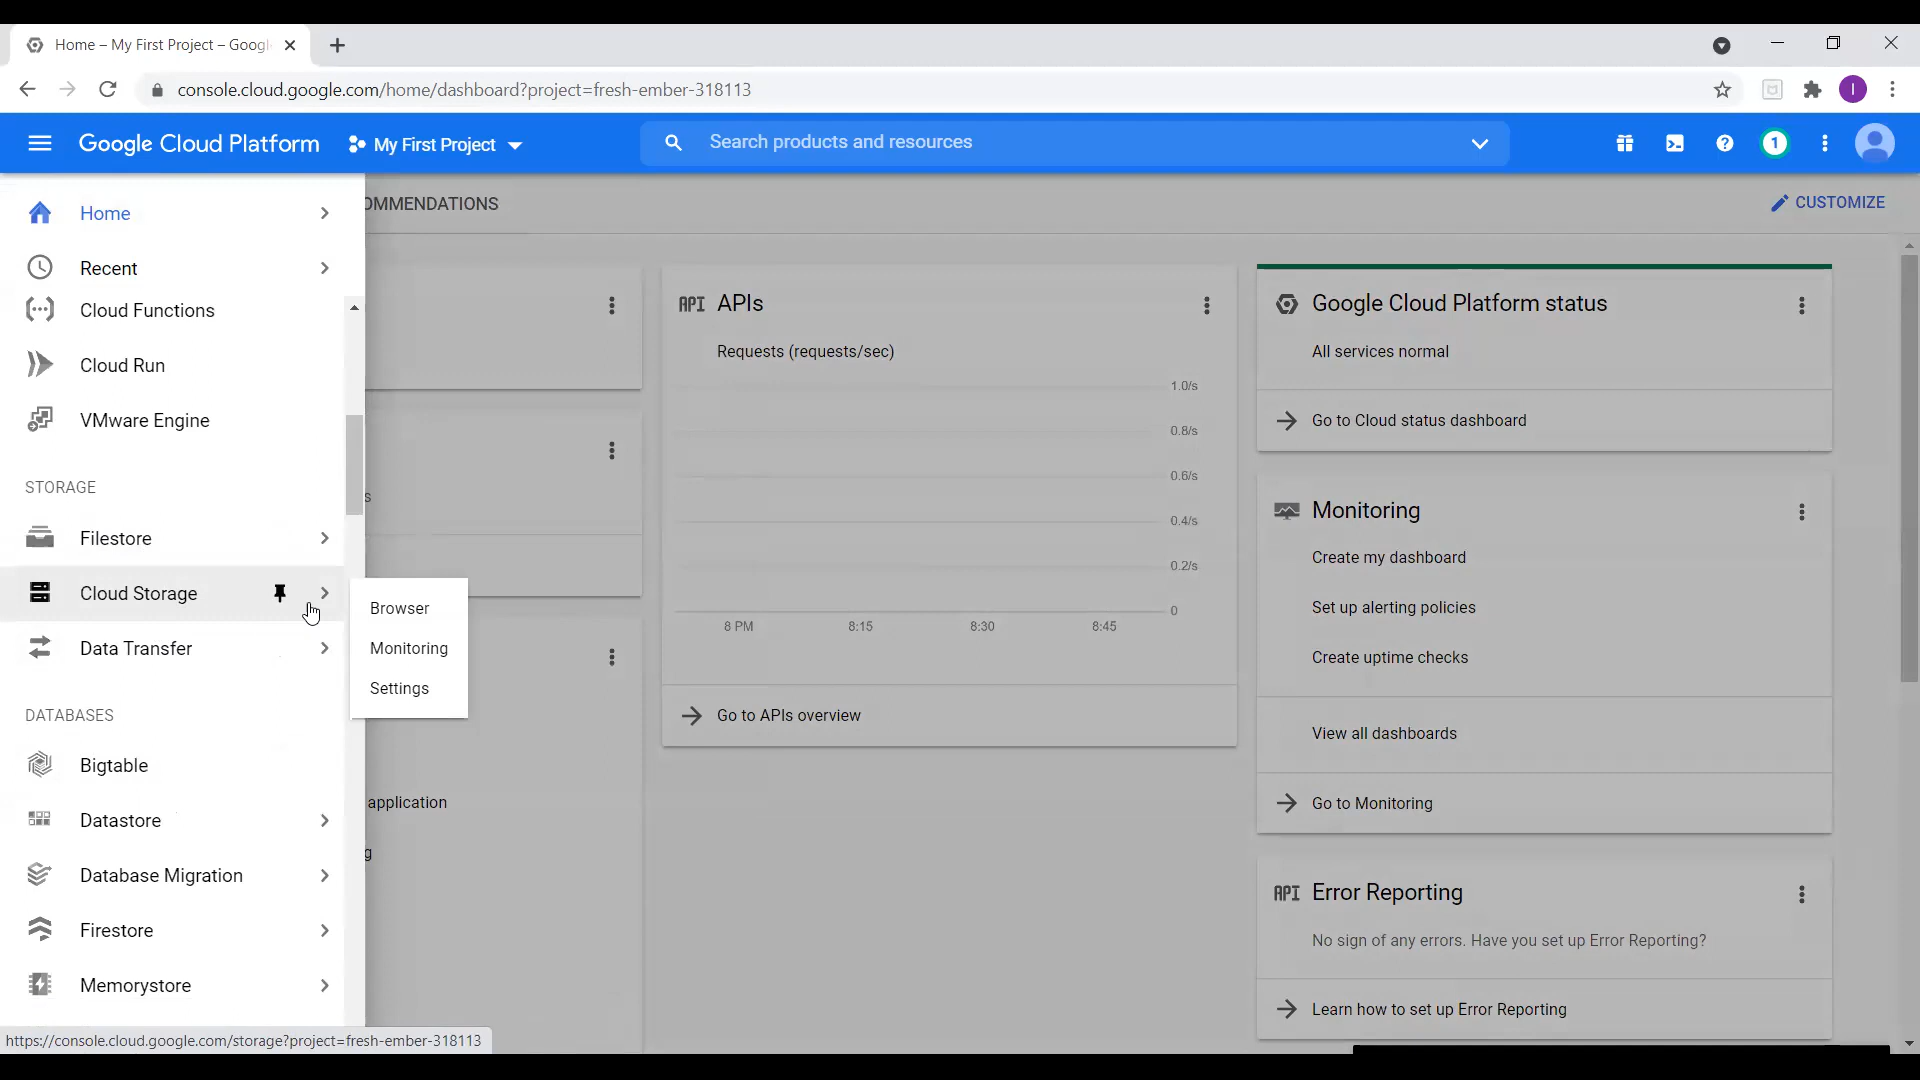 Home – My First Project – Googl
console.cloud.google.com/home/dashboard?project=fresh-ember-318113
I
Google Cloud Platform
My First Project
Search products and resources
1
Home
Recent
Cloud Functions
Cloud Run
VMware Engine
STORAGE
Filestore
Cloud Storage
Data Transfer
DATABASES
Bigtable
Datastore
Database Migration
Firestore
Memorystore
https://console.cloud.google.com/storage?project=fresh-ember-318113
Browser
Monitoring
Settings
OMMENDATIONS
CUSTOMIZE
s
application
g
API APIs
Requests (requests/sec)
1.0/s
0.8/s
0.6/s
0.4/s
0.2/s
0
8 PM 8:15 8:30 8:45
Go to APIs overview
Google Cloud Platform status
All services normal
Go to Cloud status dashboard
Monitoring
Create my dashboard
Set up alerting policies
Create uptime checks
View all dashboards
Go to Monitoring
API Error Reporting
No sign of any errors. Have you set up Error Reporting?
Learn how to set up Error Reporting